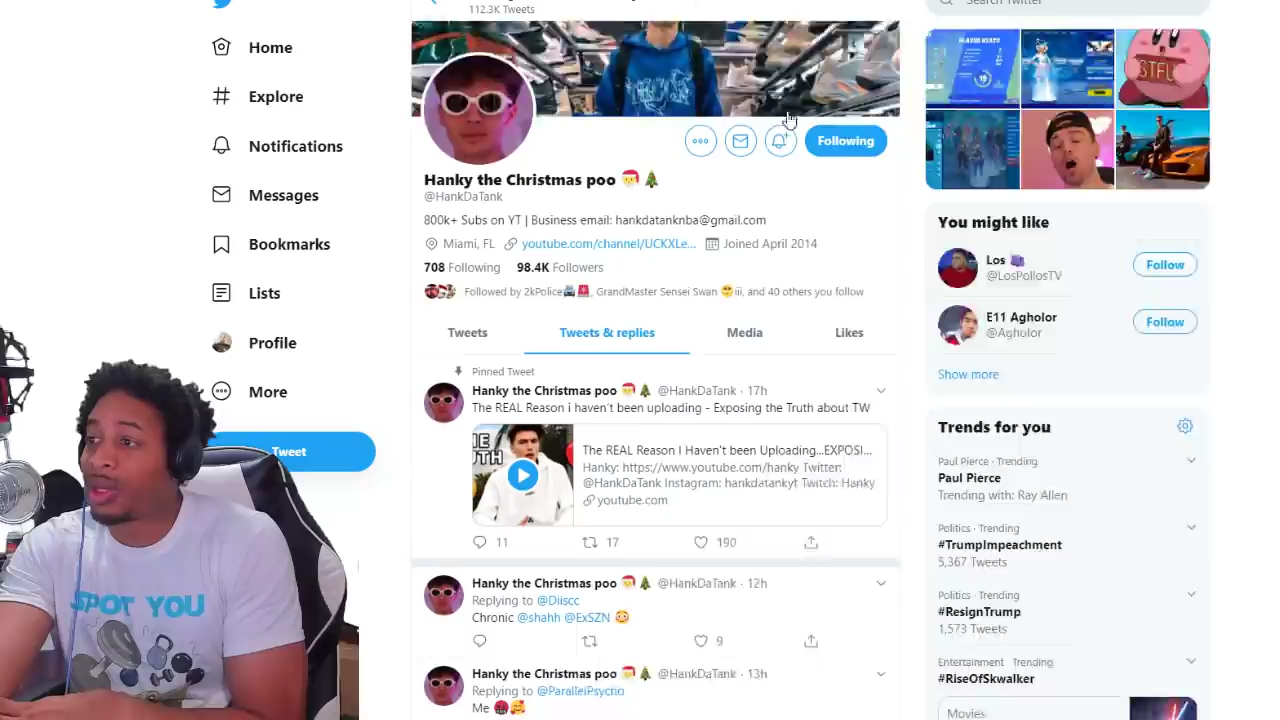 112.3K Tweets
Search Twitter
Home
Explore
Notifications
Messages
Bookmarks
Lists
Profile
More
Tweet
SPOT YOU
Following
Hanky the Christmas poo 🎅🎄
@HankDaTank
800k+ Subs on YT | Business email: hankdatanknba@gmail.com
Miami, FL youtube.com/channel/UCKXLe... Joined April 2014
708 Following 98.4K Followers
Followed by 2kPolice🚔🚨, GrandMaster Sensei Swan 😎iii, and 40 others you follow
Tweets Tweets & replies Media Likes
Pinned Tweet
Hanky the Christmas poo 🎅🎄 @HankDaTank · 17h
The REAL Reason i haven't been uploading - Exposing the Truth about TW
The REAL Reason I Haven't been Uploading...EXPOSI...
Hanky: https://www.youtube.com/hanky Twitter:
@HankDaTank Instagram: hankdatankyt Twitch: Hanky
youtube.com
11 17 190
Hanky the Christmas poo 🎅🎄 @HankDaTank · 12h
Replying to @Diiscc
Chronic @shahh @ExSZN 😳
9
Hanky the Christmas poo 🎅🎄 @HankDaTank · 13h
Replying to @ParallelPsycho
Me 🤬🥰
STFU
You might like
Los
@LosPollosTV
Follow
E11 Agholor
@Agholor
Follow
Show more
Trends for you
Paul Pierce · Trending
Paul Pierce
Trending with: Ray Allen
Politics · Trending
#TrumpImpeachment
5,367 Tweets
Politics · Trending
#ResignTrump
1,573 Tweets
Entertainment · Trending
#RiseOfSkwalker
Movies